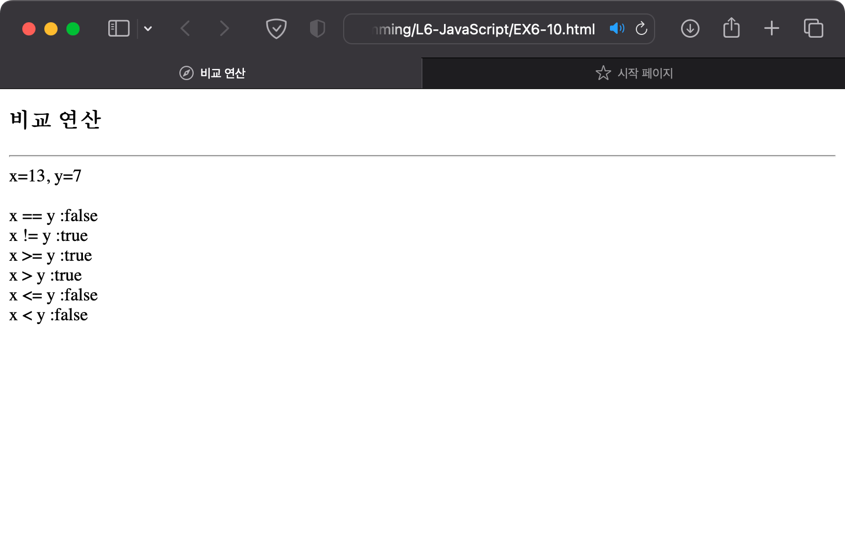 ming/L6-JavaScript/EX6-10.html
비교 연산
시작 페이지
비교 연산
x=13, y=7
x == y :false
x != y :true
x >= y :true
x > y :true
x <= y :false
x < y :false